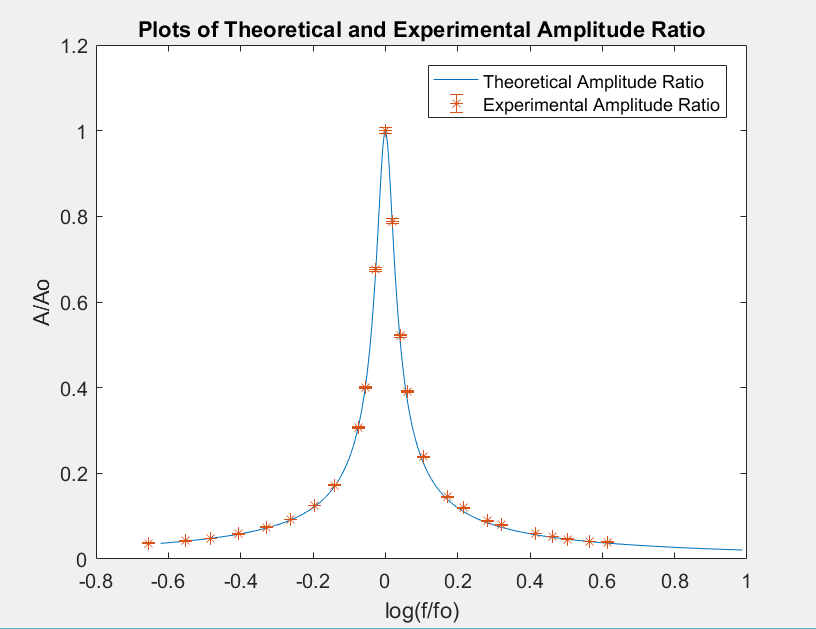 Plots of Theoretical and Experimental Amplitude Ratio
Theoretical Amplitude Ratio
Experimental Amplitude Ratio
1.2
1
0.8
0.6
0.4
0.2
0
A/Ao
-0.8 -0.6 -0.4 -0.2 0 0.2 0.4 0.6 0.8 1
log(f/fo)